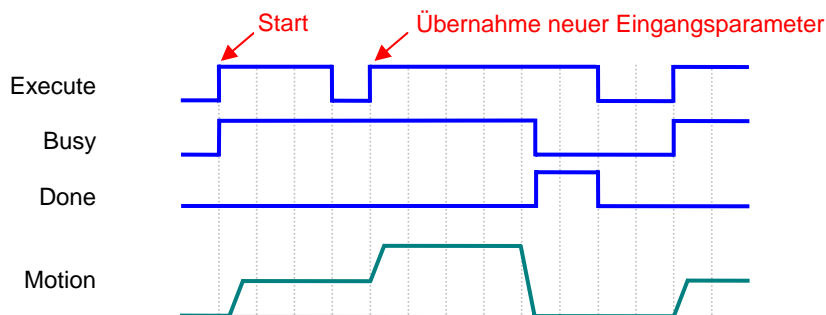 Start
Übernahme neuer Eingangsparameter
Execute
Busy
Done
Motion